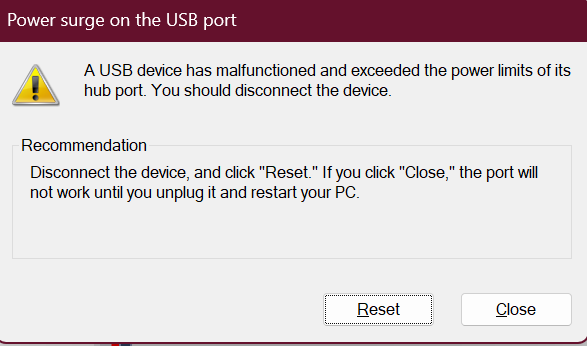 Power surge on the USB port
A USB device has malfunctioned and exceeded the power limits of its
hub port. You should disconnect the device.
Recommendation
Disconnect the device, and click "Reset." If you click "Close," the port will
not work until you unplug it and restart your PC.
Reset
Close